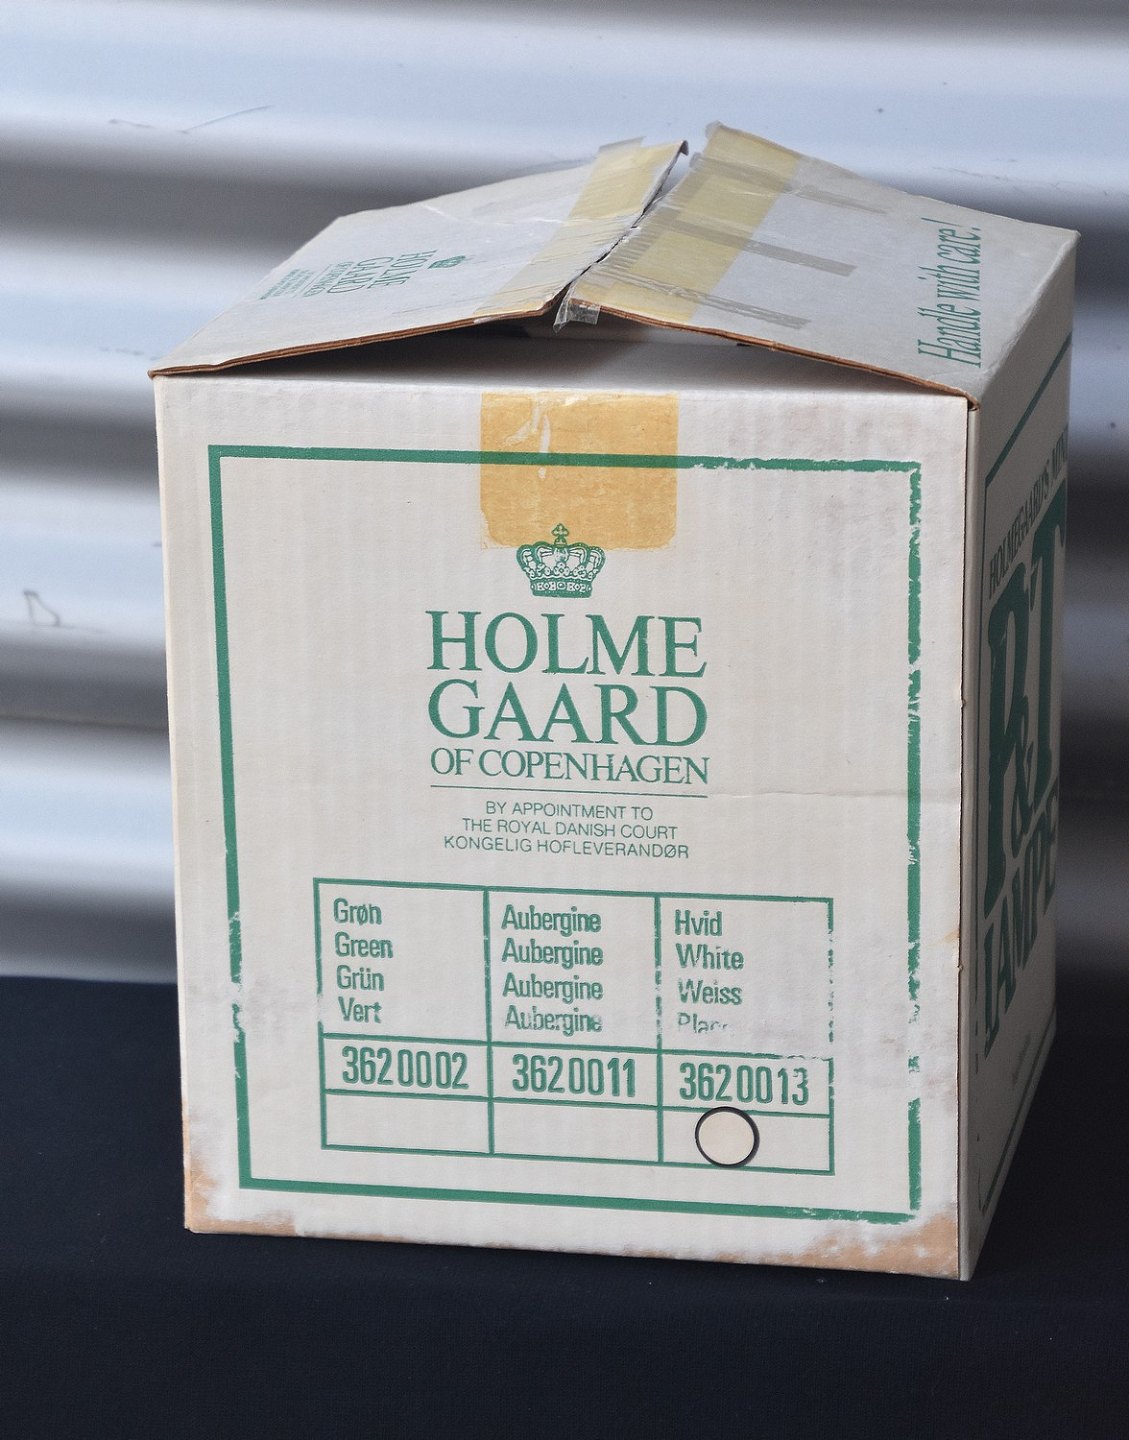 HOLME
GAARD
Handle with care!
HOLME
GAARD
OF COPENHAGEN
BY APPOINTMENT TO
THE ROYAL DANISH COURT
KONGELIG HOFLEVERANDØR
Grøn
Green
Grün
Vert
Aubergine
Aubergine
Aubergine
Aubergine
Hvid
White
Weiss
3620002
3620011
3620013
HOLMEGAARD'S
P&T